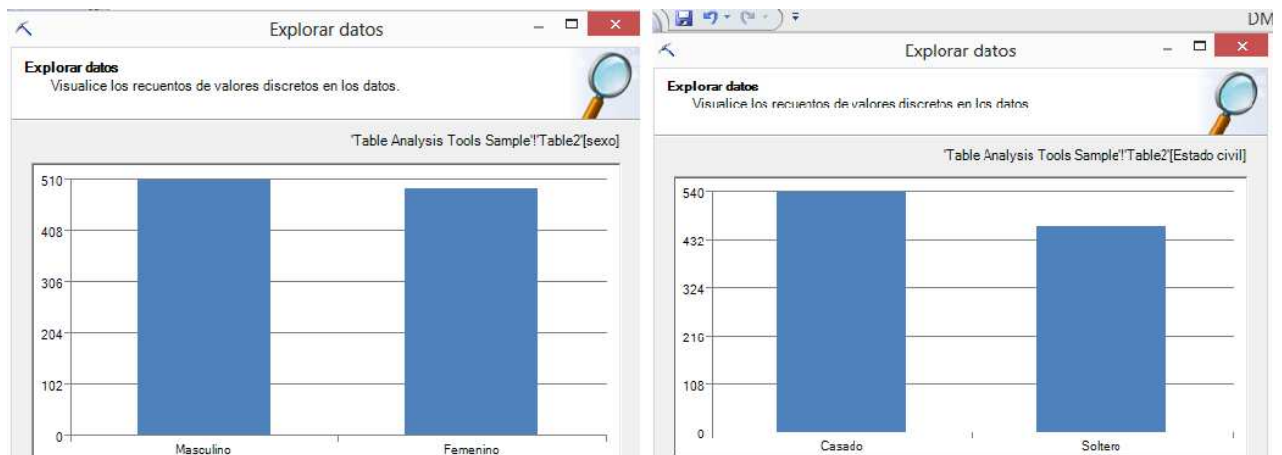 Explorar datos
Explorar datos
Visualice los recuentos de valores discretos en los datos.
'Table Analysis Tools Sample'!'Table2'[sexo]
510
408
306
204
102
0
Masculino
Femenino
DM
Explorar datos
Explorar datos
Visualice los recuentos de valores discretos en los datos
'Table Analysis Tools Sample'!'Table2'[Estado civil]
540
432
324
216
108
0
Casado
Soltero